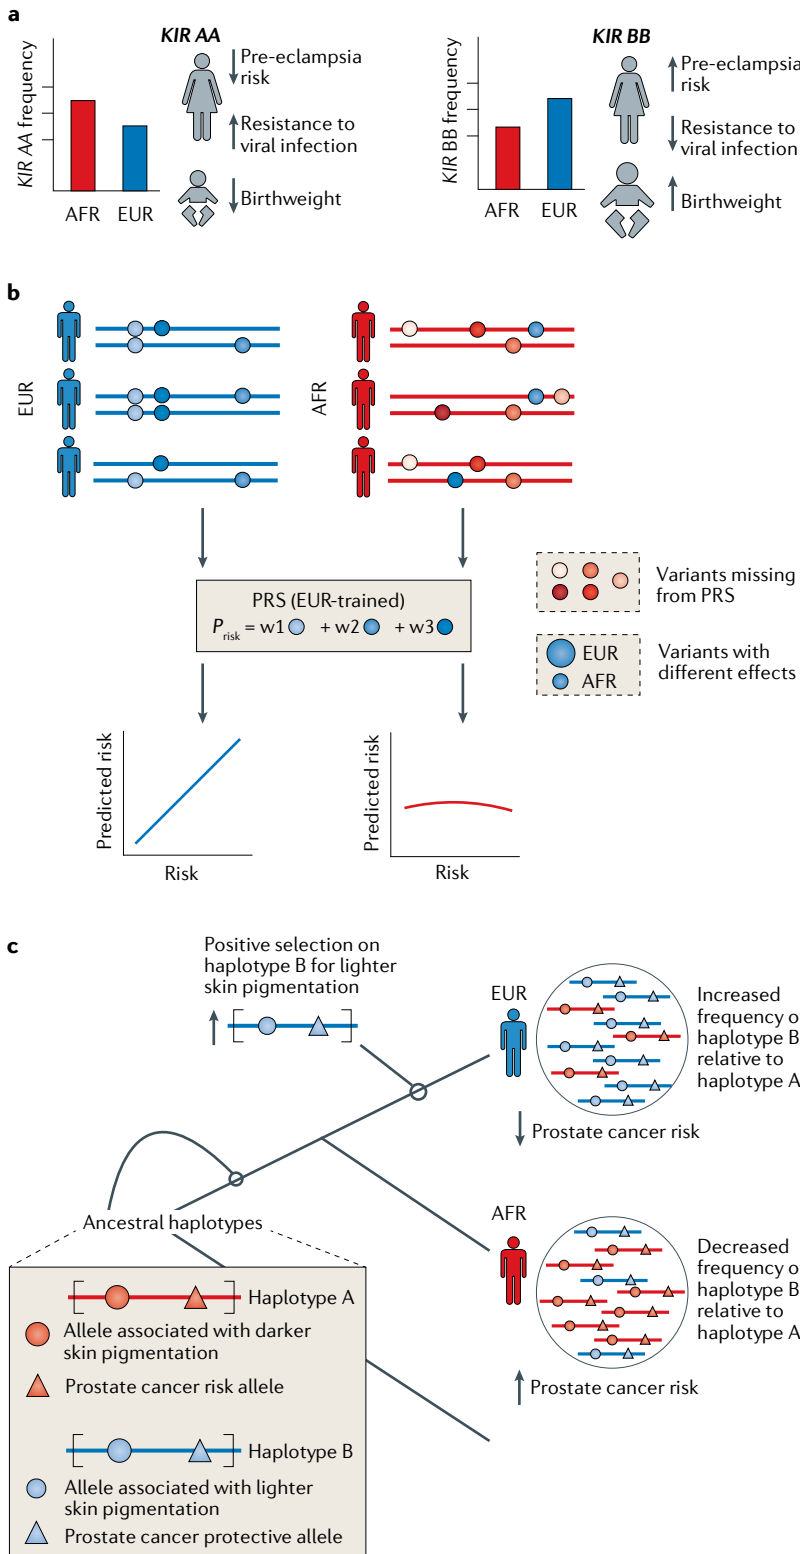 a
KIR AA
KIR AA frequency
AFR
EUR
Pre-eclampsia
risk
Resistance to
viral infection
Birthweight
KIR BB
KIR BB frequency
AFR
EUR
Pre-eclampsia
risk
Resistance to
viral infection
Birthweight
b
EUR
AFR
PRS (EUR-trained)
Prisk = w1 + w2 + w3
Variants missing
from PRS
EUR
AFR
Variants with
different effects
Predicted risk
Risk
Predicted risk
Risk
c
Positive selection on
haplotype B for lighter
skin pigmentation
EUR
Increased
frequency o
haplotype B
relative to
haplotype A
Prostate cancer risk
Ancestral haplotypes
AFR
Decreased
frequency o
haplotype B
relative to
haplotype A
Prostate cancer risk
Haplotype A
Allele associated with darker
skin pigmentation
Prostate cancer risk allele
Haplotype B
Allele associated with lighter
skin pigmentation
Prostate cancer protective allele